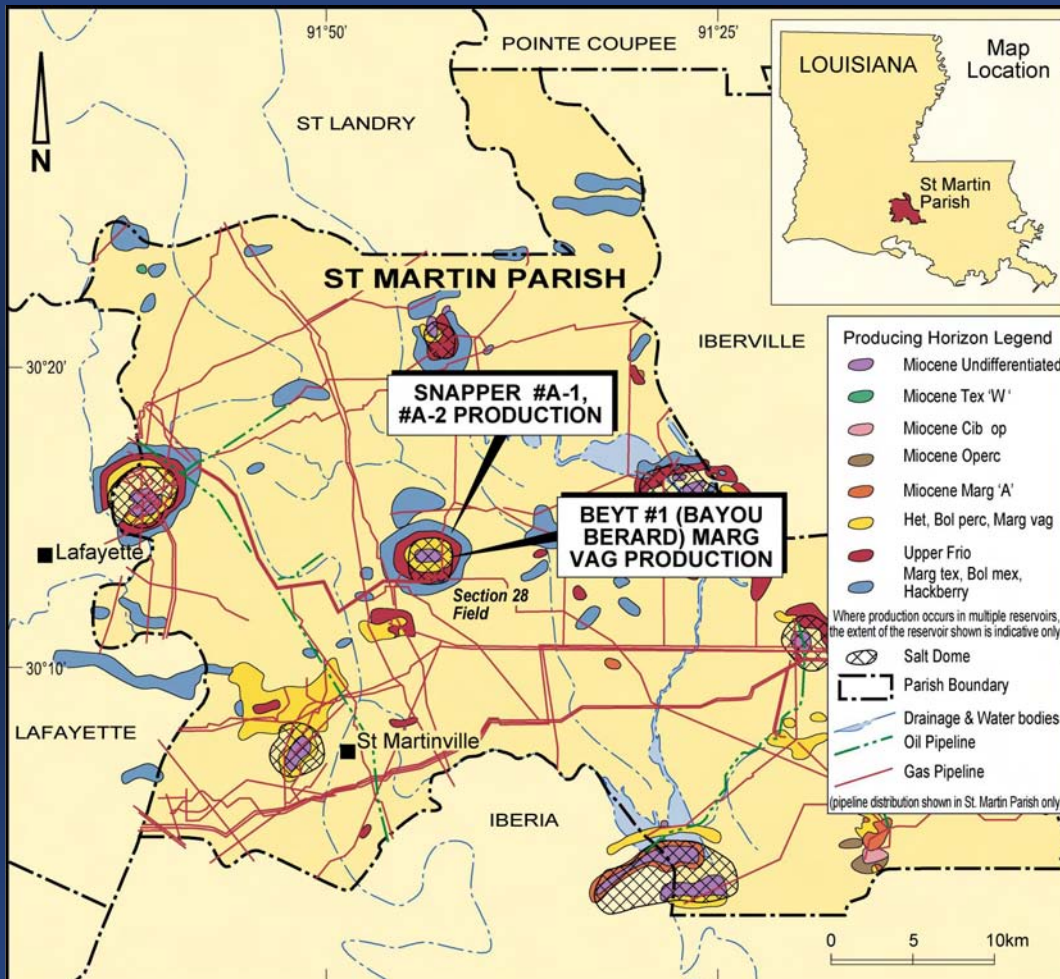 91°50'
91°25'
POINTE COUPEE
LOUISIANA
Map
Location
St Martin
Parish
N
ST LANDRY
ST MARTIN PARISH
IBERVILLE
30°20'
SNAPPER #A-1,
#A-2 PRODUCTION
BEYT #1 (BAYOU
BERARD) MARG
VAG PRODUCTION
Lafayette
Section 28
Field
30°10'
LAFAYETTE
St Martinville
IBERIA
Producing Horizon Legend
Miocene Undifferentiated
Miocene Tex 'W'
Miocene Cib op
Miocene Operc
Miocene Marg 'A'
Het, Bol perc, Marg vag
Upper Frio
Marg tex, Bol mex,
Hackberry
Where production occurs in multiple reservoirs,
the extent of the reservoir shown is indicative only
Salt Dome
Parish Boundary
Drainage & Water bodies
Oil Pipeline
Gas Pipeline
(pipeline distribution shown in St. Martin Parish only
0 5 10km